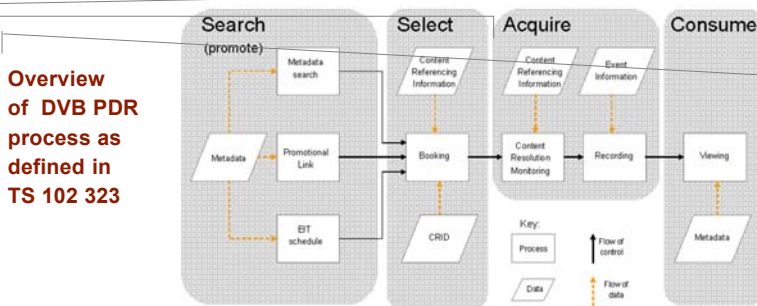 Overview
of DVB PDR
process as
defined in
TS 102 323
Search
(promote)
Select
Acquire
Consume
Metadata
search
Metadata
Promotional
Link
EIT
schedule
Content
Referencing
Information
Booking
CRID
Content
Referencing
Information
Event
Information
Content
Resolution
Monitoring
Recording
Viewing
Metadata
Key:
Process
Flow of
control
Data
Flow of
data